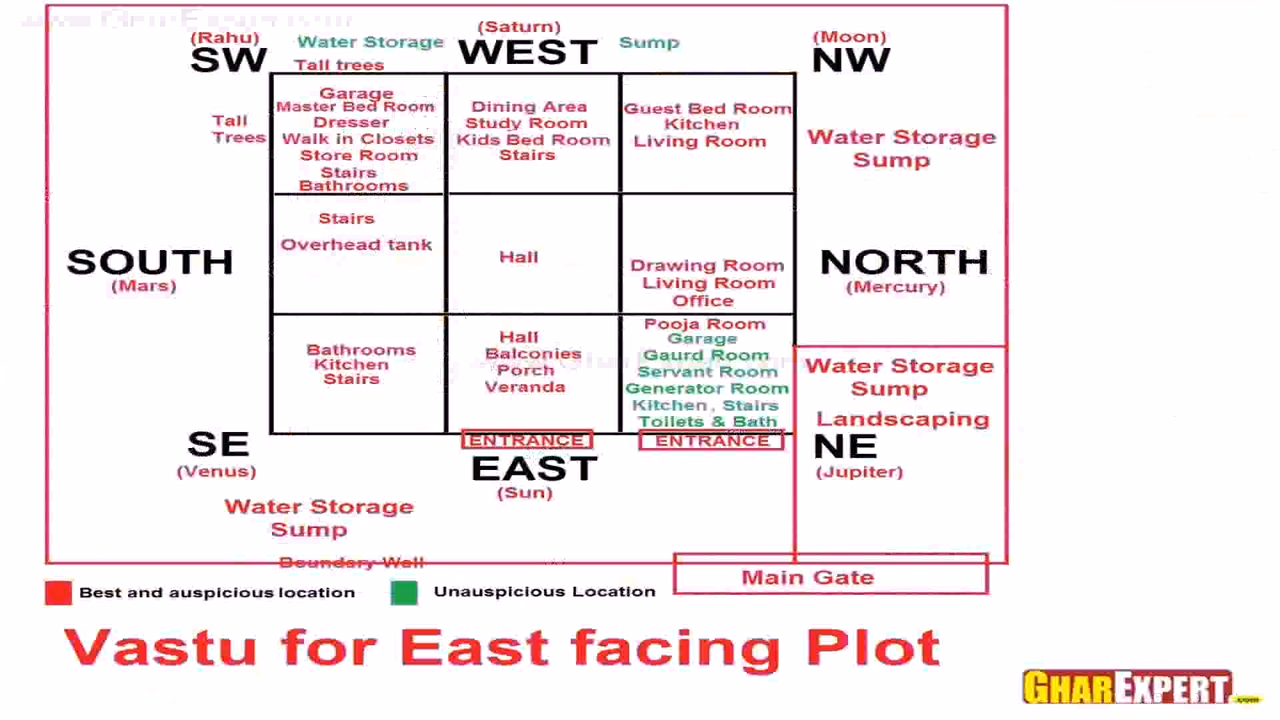 (Rahu)
SW
Water Storage
(Saturn)
WEST
Sump
(Moon)
NW
Tall trees
Tall
Trees
Garage
Master Bed Room
Dresser
Walk in Closets
Store Room
Stairs
Bathrooms
Dining Area
Study Room
Kids Bed Room
Stairs
Guest Bed Room
Kitchen
Living Room
Water Storage
Sump
SOUTH
(Mars)
Stairs
Overhead tank
Hall
Drawing Room
Living Room
Office
NORTH
(Mercury)
Bathrooms
Kitchen
Stairs
Hall
Balconies
Porch
Veranda
Pooja Room
Garage
Gaurd Room
Servant Room
Generator Room
Kitchen, Stairs
Toilets & Bath
Water Storage
Sump
Landscaping
SE
(Venus)
ENTRANCE
EAST
(Sun)
ENTRANCE
NE
(Jupiter)
Water Storage
Sump
Boundary Wall
Main Gate
Best and auspicious location
Unauspicious Location
Vastu for East facing Plot
GHAREXPERT